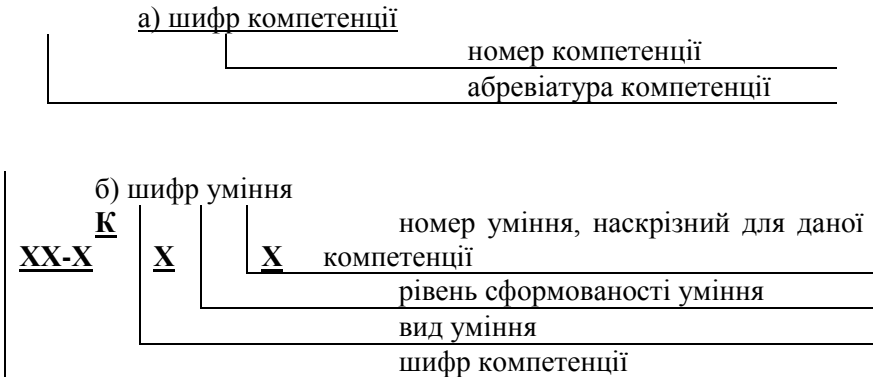 а) шифр компетенції
номер компетенції
абревіатура компетенції
б) шифр уміння
К номер уміння, наскрізний для даної
ХХ-Х Х Х компетенції
рівень сформованості уміння
вид уміння
шифр компетенції